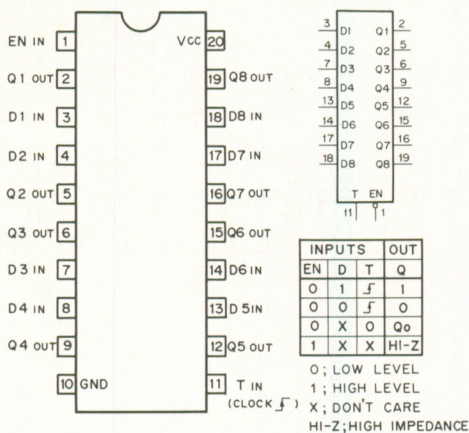 EN IN 1
VCC 20
Q1 OUT 2
19 Q8 OUT
D1 IN 3
18 D8 IN
D2 IN 4
17 D7 IN
Q2 OUT 5
16 Q7 OUT
Q3 OUT 6
15 Q6 OUT
D3 IN 7
14 D6 IN
D4 IN 8
13 D5IN
Q4 OUT 9
12 Q5 OUT
10 GND
11 T IN
(CLOCK )
3 D1 Q1 2
4 D2 Q2 5
7 D3 Q3 6
8 D4 Q4 9
13 D5 Q5 12
14 D6 Q6 15
17 D7 Q7 16
18 D8 Q8 19
T EN
11 1
INPUTS OUT
EN D T Q
0 1 1
0 0 0
0 X 0 Qo
1 X X HI-Z
0; LOW LEVEL
1; HIGH LEVEL
X; DON'T CARE
HI-Z; HIGH IMPEDANCE